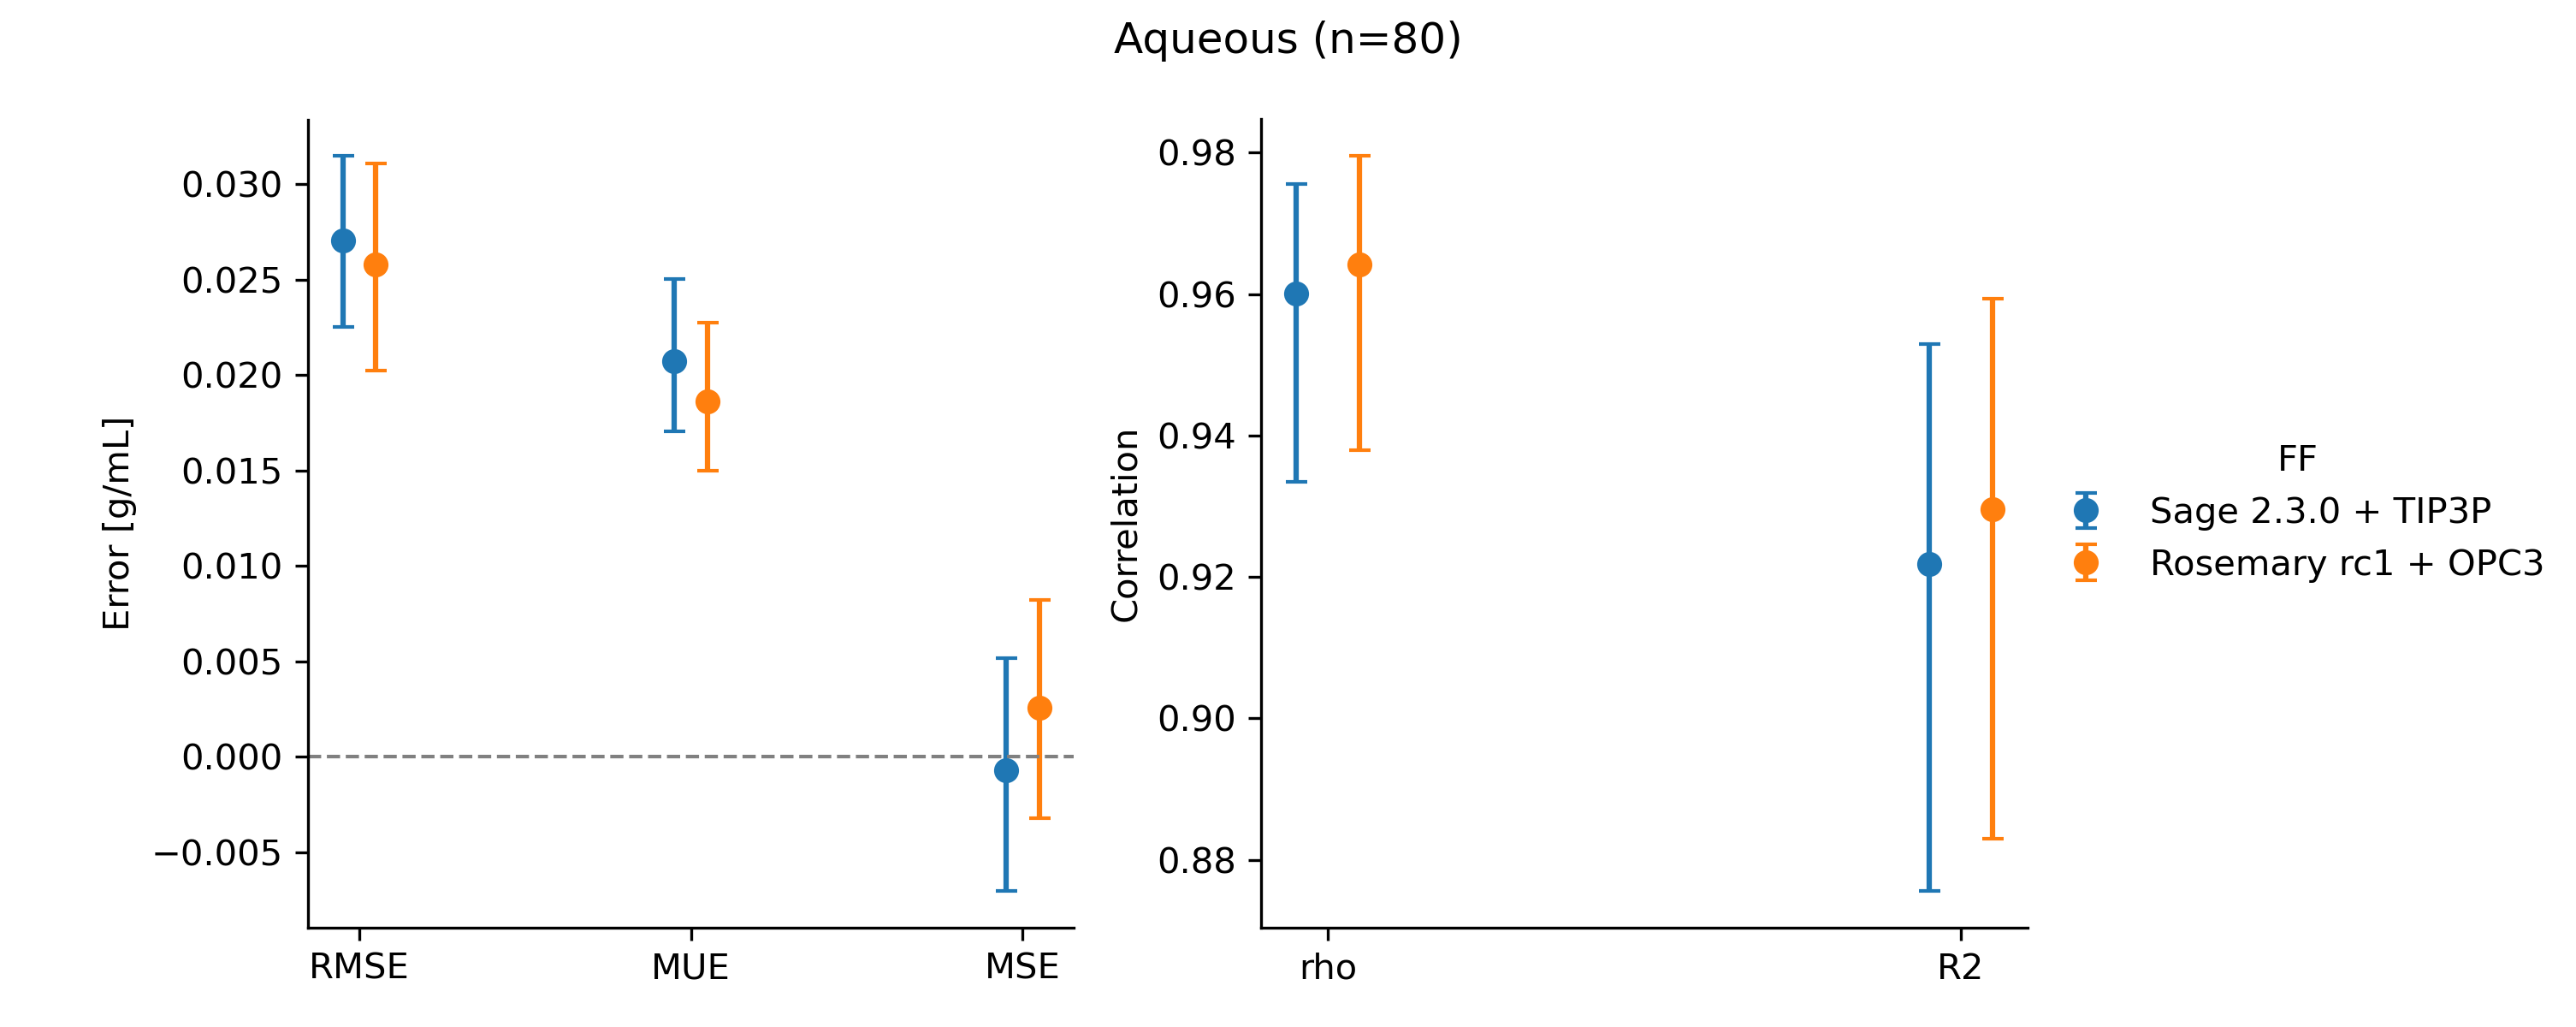 Aqueous (n=80)
Error [g/mL]
0.030
0.025
0.020
0.015
0.010
0.005
0.000
−0.005
RMSE
MUE
MSE
Correlation
0.98
0.96
0.94
0.92
0.90
0.88
rho
R2
FF
Sage 2.3.0 + TIP3P
Rosemary rc1 + OPC3